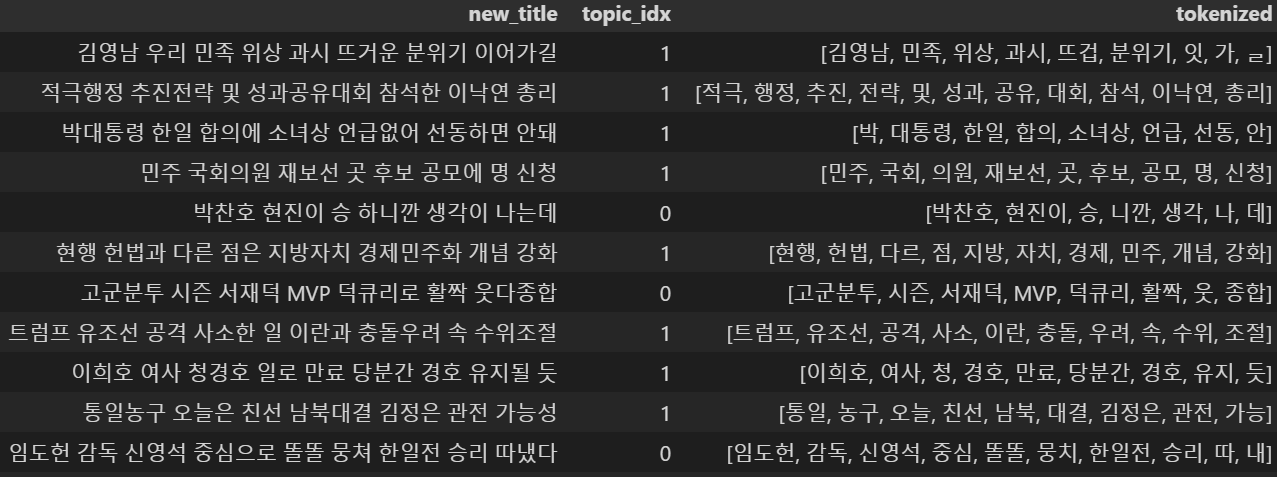 new_title topic_idx tokenized
김영남 우리 민족 위상 과시 뜨거운 분위기 이어가길 1 [김영남, 민족, 위상, 과시, 뜨겁, 분위기, 잇, 가, ㄹ]
적극행정 추진전략 및 성과공유대회 참석한 이낙연 총리 1 [적극, 행정, 추진, 전략, 및, 성과, 공유, 대회, 참석, 이낙연, 총리]
박대통령 한일 합의에 소녀상 언급없어 선동하면 안돼 1 [박, 대통령, 한일, 합의, 소녀상, 언급, 선동, 안]
민주 국회의원 재보선 곳 후보 공모에 명 신청 1 [민주, 국회, 의원, 재보선, 곳, 후보, 공모, 명, 신청]
박찬호 현진이 승 하니깐 생각이 나는데 0 [박찬호, 현진이, 승, 니깐, 생각, 나, 데]
현행 헌법과 다른 점은 지방자치 경제민주화 개념 강화 1 [현행, 헌법, 다르, 점, 지방, 자치, 경제, 민주, 개념, 강화]
고군분투 시즌 서재덕 MVP 덕큐리로 활짝 웃다종합 0 [고군분투, 시즌, 서재덕, MVP, 덕큐리, 활짝, 웃, 종합]
트럼프 유조선 공격 사소한 일 이란과 충돌우려 속 수위조절 1 [트럼프, 유조선, 공격, 사소, 이란, 충돌, 우려, 속, 수위, 조절]
이희호 여사 청경호 일로 만료 당분간 경호 유지될 듯 1 [이희호, 여사, 청, 경호, 만료, 당분간, 경호, 유지, 듯]
통일농구 오늘은 친선 남북대결 김정은 관전 가능성 1 [통일, 농구, 오늘, 친선, 남북, 대결, 김정은, 관전, 가능]
임도헌 감독 신영석 중심으로 똘똘 뭉쳐 한일전 승리 따냈다 0 [임도헌, 감독, 신영석, 중심, 똘똘, 뭉치, 한일전, 승리, 따, 내]